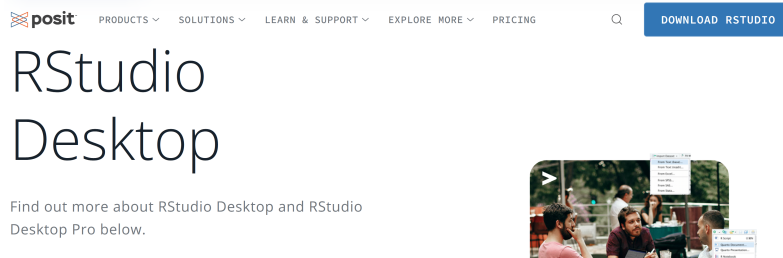 posit
PRODUCTS SOLUTIONS LEARN & SUPPORT EXPLORE MORE PRICING DOWNLOAD RSTUDIO
RStudio
Desktop
Find out more about RStudio Desktop and RStudio
Desktop Pro below.